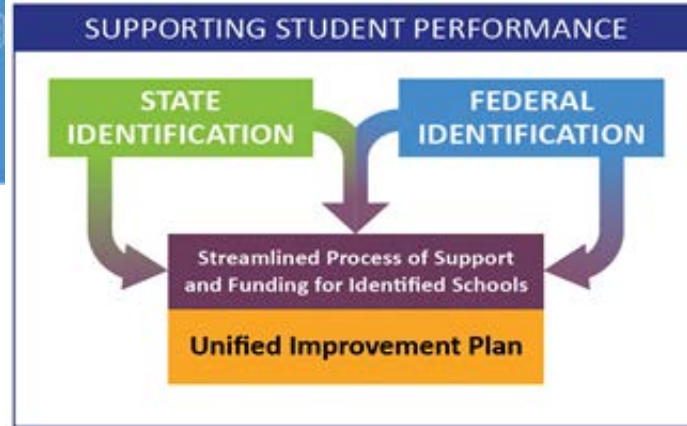 SUPPORTING STUDENT PERFORMANCE
STATE
IDENTIFICATION
FEDERAL
IDENTIFICATION
Streamlined Process of Support
and Funding for Identified Schools
Unified Improvement Plan